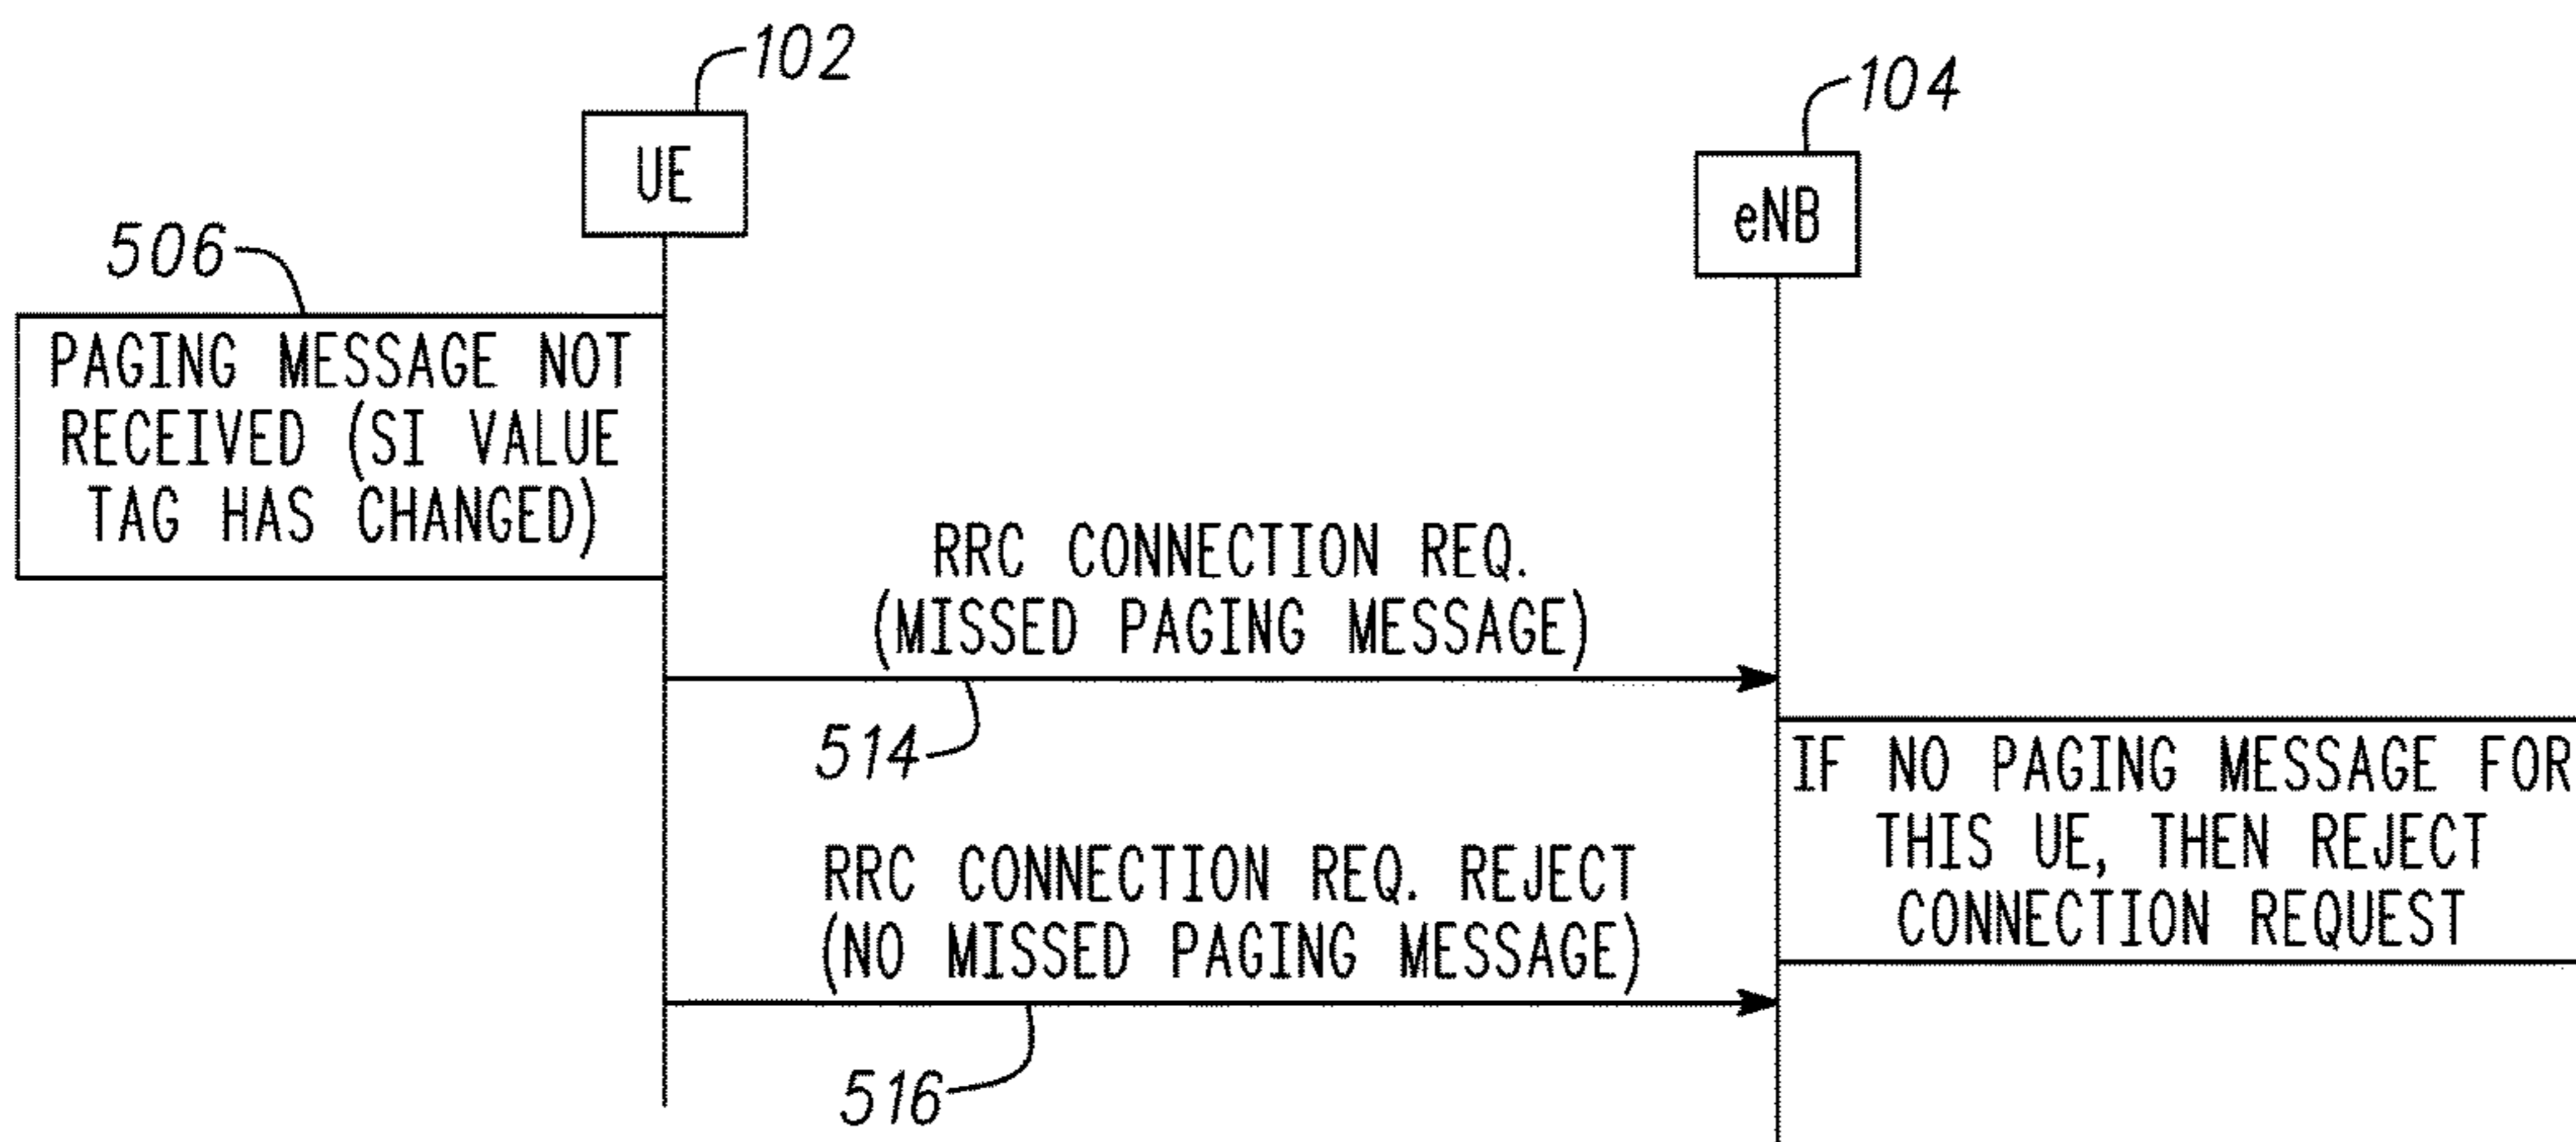 102
104
UE
eNB
506
PAGING MESSAGE NOT
RECEIVED (SI VALUE
TAG HAS CHANGED)
RRC CONNECTION REQ.
(MISSED PAGING MESSAGE)
514
IF NO PAGING MESSAGE FOR
THIS UE, THEN REJECT
CONNECTION REQUEST
RRC CONNECTION REQ. REJECT
(NO MISSED PAGING MESSAGE)
516